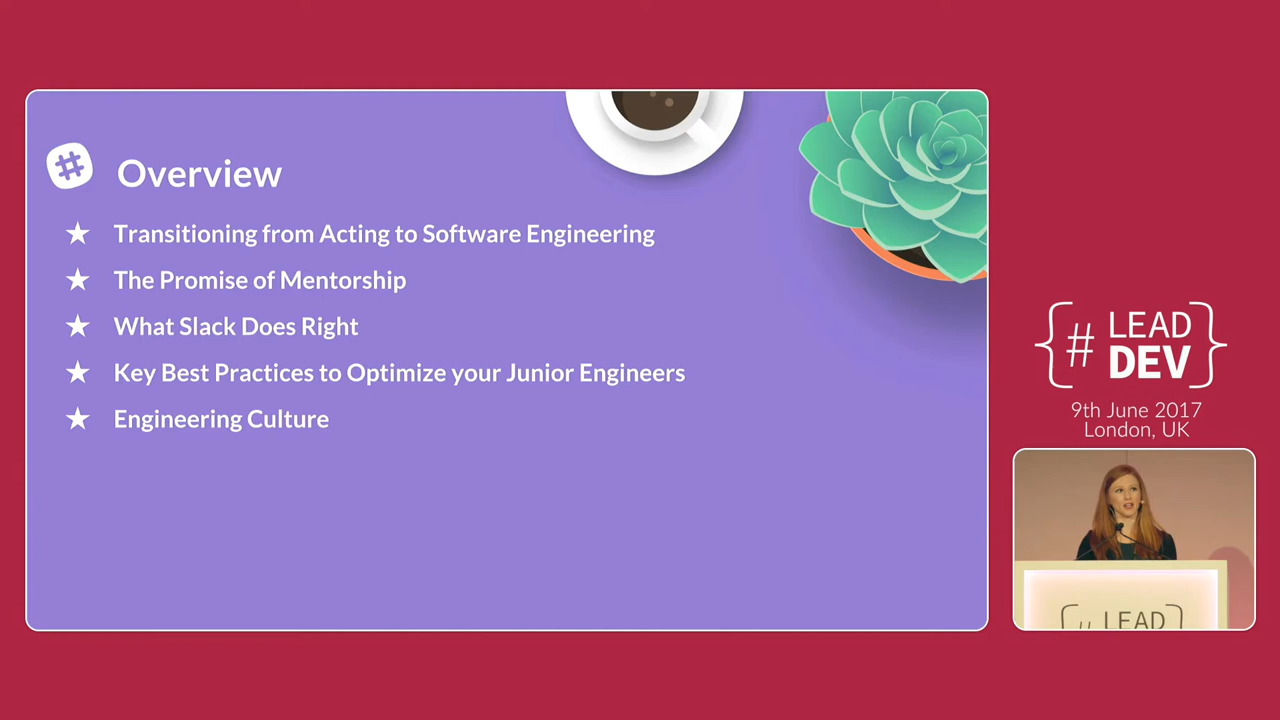 # Overview
★ Transitioning from Acting to Software Engineering
★ The Promise of Mentorship
★ What Slack Does Right
★ Key Best Practices to Optimize your Junior Engineers
★ Engineering Culture
{ # LEAD
DEV }
9th June 2017
London, UK
{ # LEAD }